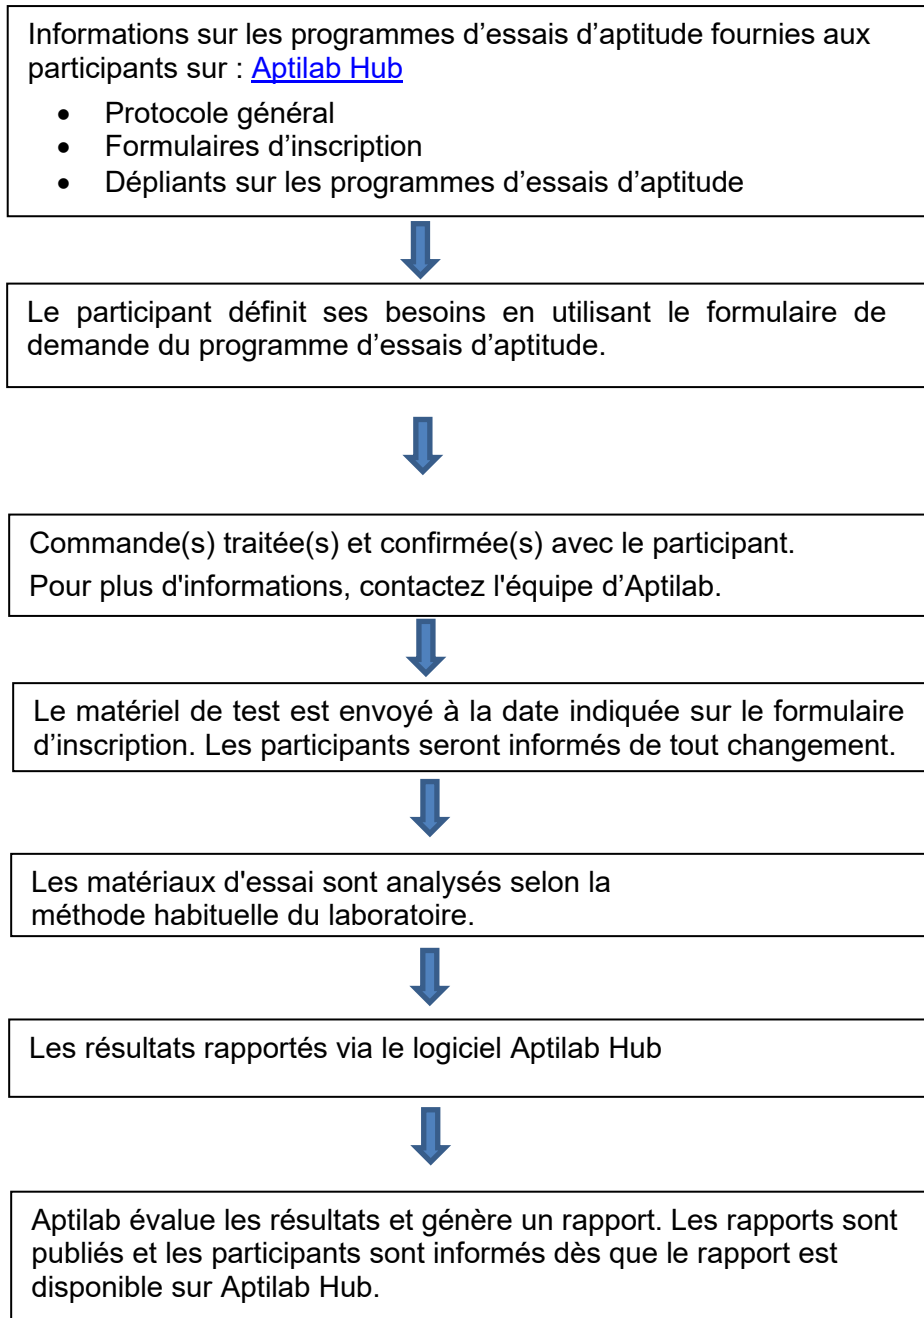 Informations sur les programmes d’essais d’aptitude fournies aux
participants sur : Aptilab Hub
• Protocole général
• Formulaires d’inscription
• Dépliants sur les programmes d’essais d’aptitude
Le participant définit ses besoins en utilisant le formulaire de
demande du programme d’essais d’aptitude.
Commande(s) traitée(s) et confirmée(s) avec le participant.
Pour plus d'informations, contactez l'équipe d’Aptilab.
Le matériel de test est envoyé à la date indiquée sur le formulaire
d’inscription. Les participants seront informés de tout changement.
Les matériaux d'essai sont analysés selon la
méthode habituelle du laboratoire.
Les résultats rapportés via le logiciel Aptilab Hub
Aptilab évalue les résultats et génère un rapport. Les rapports sont
publiés et les participants sont informés dès que le rapport est
disponible sur Aptilab Hub.